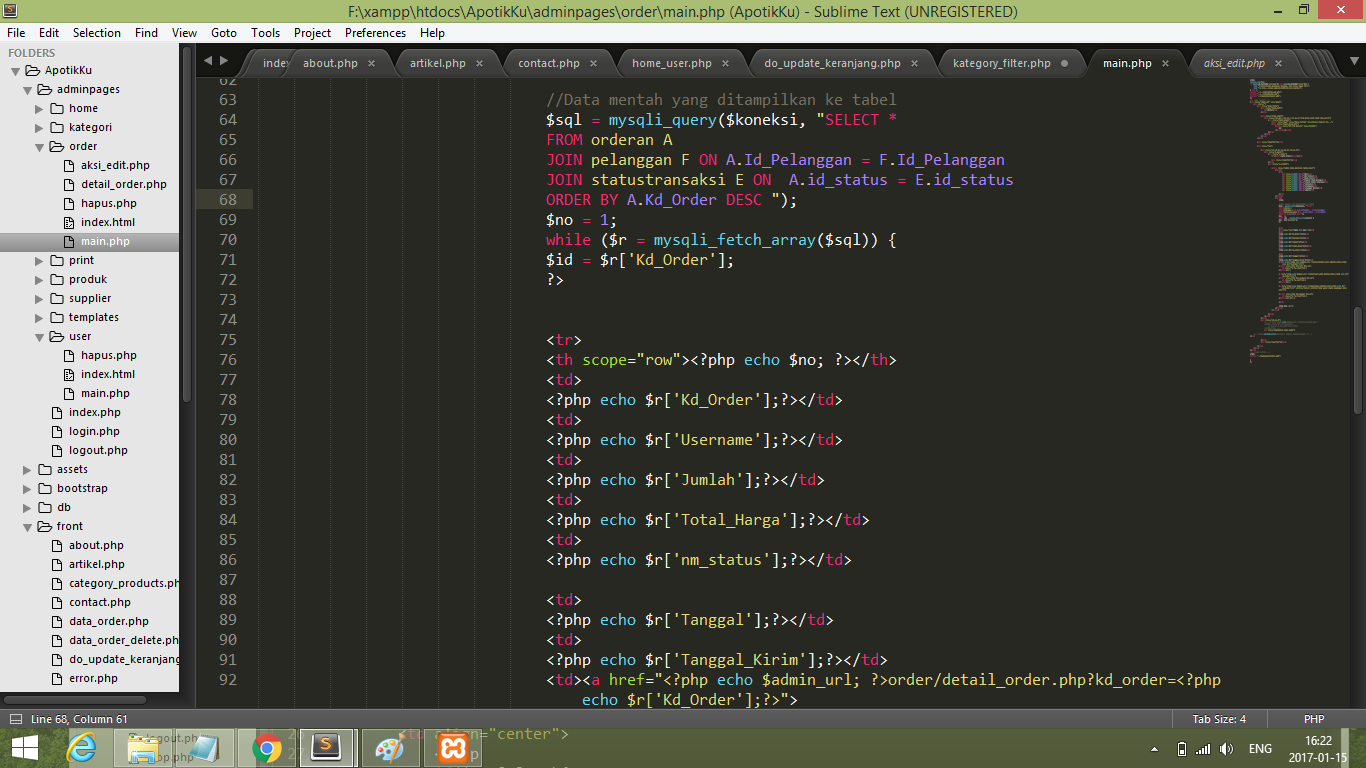 F:\xampp\htdocs\ApotikKu\adminpages\order\main.php (ApotikKu) - Sublime Text (UNREGISTERED)
File Edit Selection Find View Goto Tools Project Preferences Help
FOLDERS
ApotikKu
adminpages
home
kategori
order
aksi_edit.php
detail_order.php
hapus.php
index.html
main.php
print
produk
supplier
templates
user
hapus.php
index.html
main.php
index.php
login.php
logout.php
assets
bootstrap
db
front
about.php
artikel.php
category_products.ph
contact.php
data_order.php
data_order_delete.ph
do_update_keranjang
error.php
index about.php artikel.php contact.php home_user.php do_update_keranjang.php kategory_filter.php main.php aksi_edit.php
62
63 //Data mentah yang ditampilkan ke tabel
64 $sql = mysqli_query($koneksi, "SELECT *
65 FROM orderan A
66 JOIN pelanggan F ON A.Id_Pelanggan = F.Id_Pelanggan
67 JOIN statustransaksi E ON  A.id_status = E.id_status
68 ORDER BY A.Kd_Order DESC ");
69 $no = 1;
70 while ($r = mysqli_fetch_array($sql)) {
71 $id = $r['Kd_Order'];
72 ?>
73
74
75 <tr>
76 <th scope="row"><?php echo $no; ?></th>
77 <td>
78 <?php echo $r['Kd_Order'];?></td>
79 <td>
80 <?php echo $r['Username'];?></td>
81 <td>
82 <?php echo $r['Jumlah'];?></td>
83 <td>
84 <?php echo $r['Total_Harga'];?></td>
85 <td>
86 <?php echo $r['nm_status'];?></td>
87
88 <td>
89 <?php echo $r['Tanggal'];?></td>
90 <td>
91 <?php echo $r['Tanggal_Kirim'];?></td>
92 <td><a href="<?php echo $admin_url; ?>order/detail_order.php?kd_order=<?php
echo $r['Kd_Order'];?>">
Line 68, Column 61 Tab Size: 4 PHP
logout.php
<td align="center">
ENG 16:22
2017-01-15